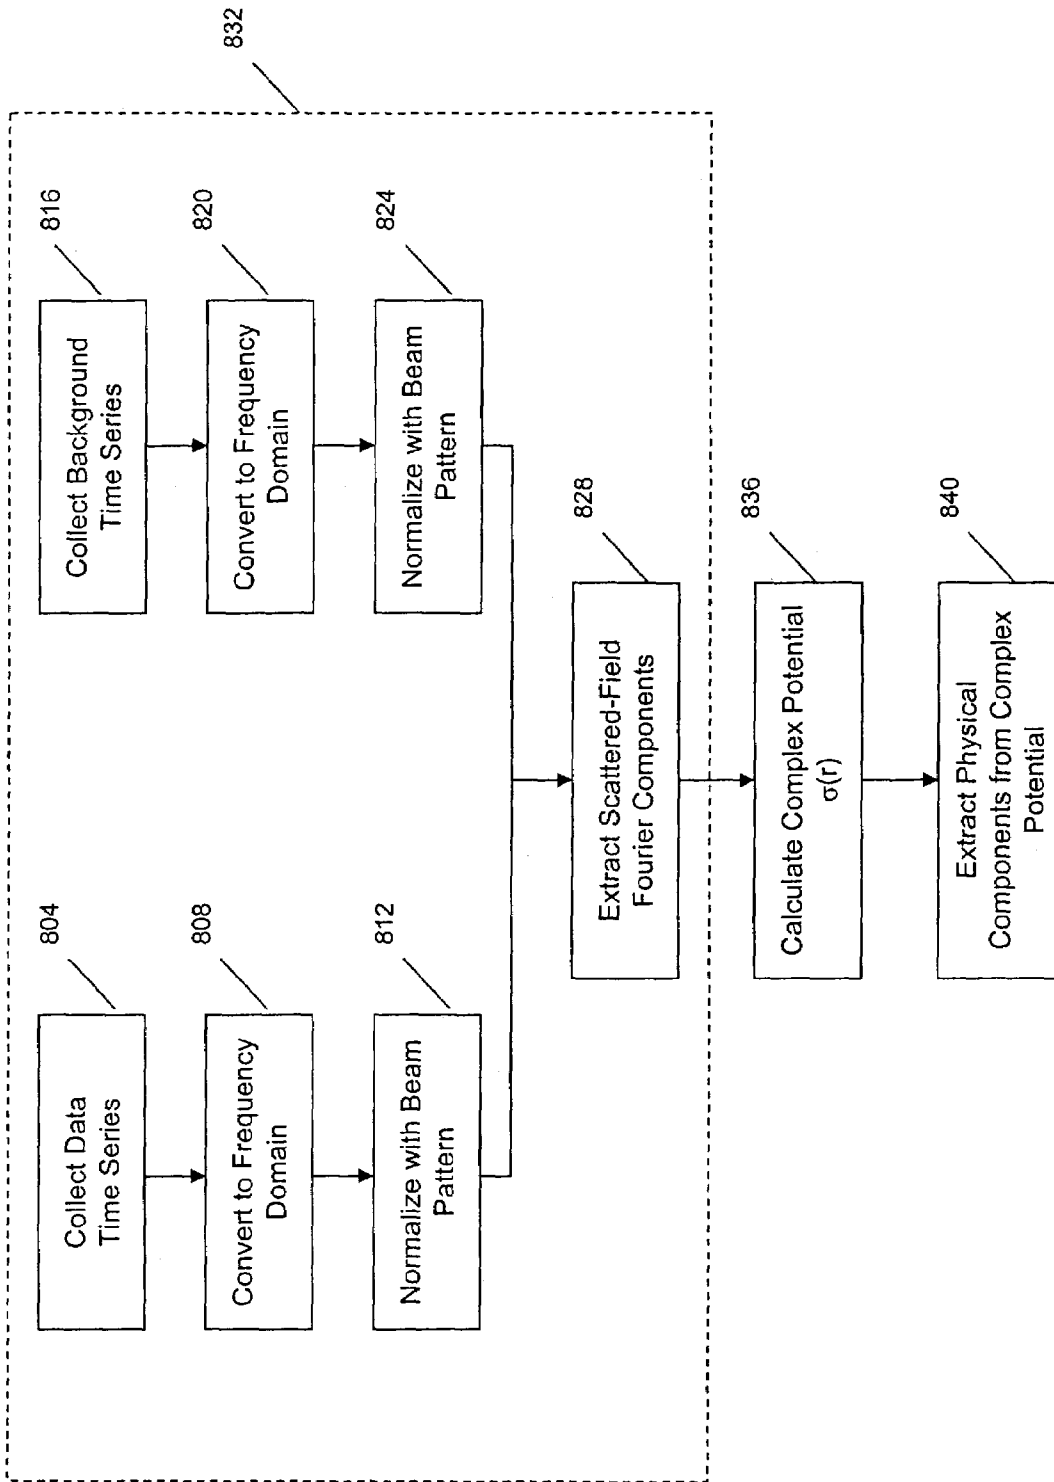 804
Collect Data
Time Series
808
Convert to Frequency
Domain
812
Normalize with Beam
Pattern
816
Collect Background
Time Series
820
Convert to Frequency
Domain
824
Normalize with Beam
Pattern
832
828
Extract Scattered-Field
Fourier Components
836
Calculate Complex Potential
σ(r)
840
Extract Physical
Components from Complex
Potential